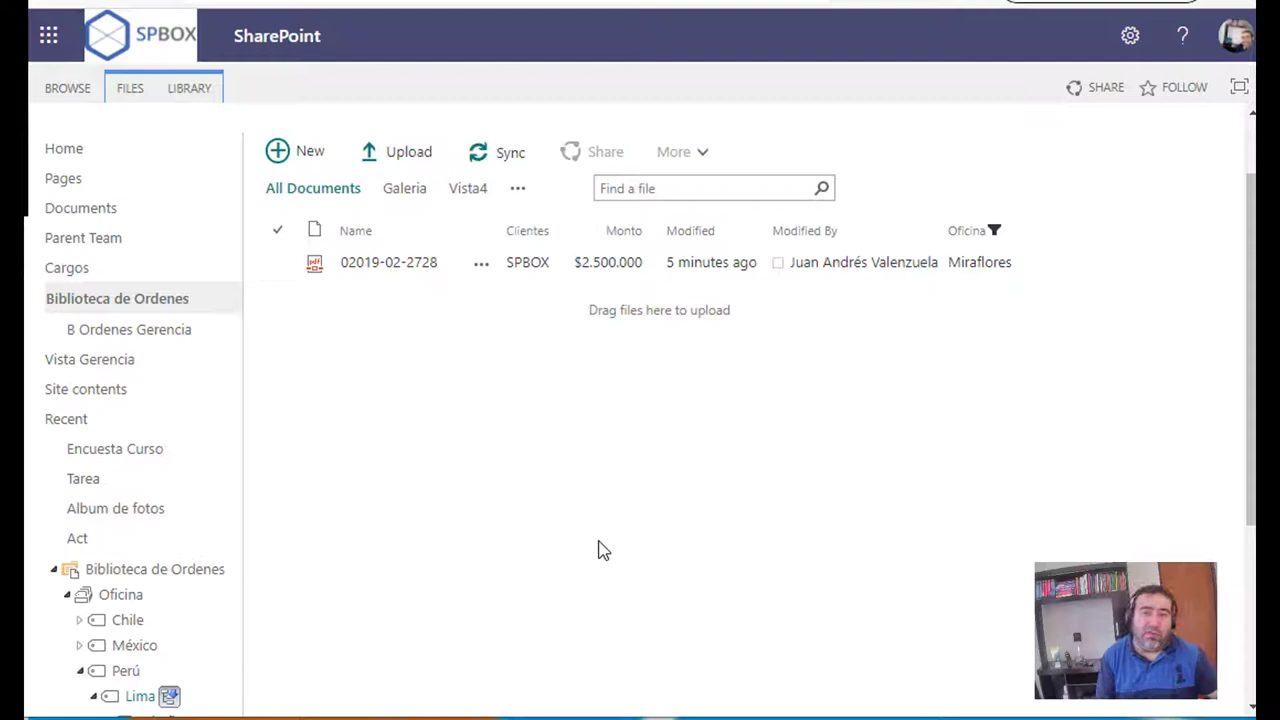 SPBOX SharePoint
BROWSE FILES LIBRARY SHARE FOLLOW
Home
Pages
Documents
Parent Team
Cargos
Biblioteca de Ordenes
B Ordenes Gerencia
Vista Gerencia
Site contents
Recent
Encuesta Curso
Tarea
Album de fotos
Act
Biblioteca de Ordenes
Oficina
Chile
México
Perú
Lima
New Upload Sync Share More
All Documents Galeria Vista4 ••• Find a file
Name Clientes Monto Modified Modified By Oficina
02019-02-2728 ••• SPBOX $2.500.000 5 minutes ago Juan Andrés Valenzuela Miraflores
Drag files here to upload